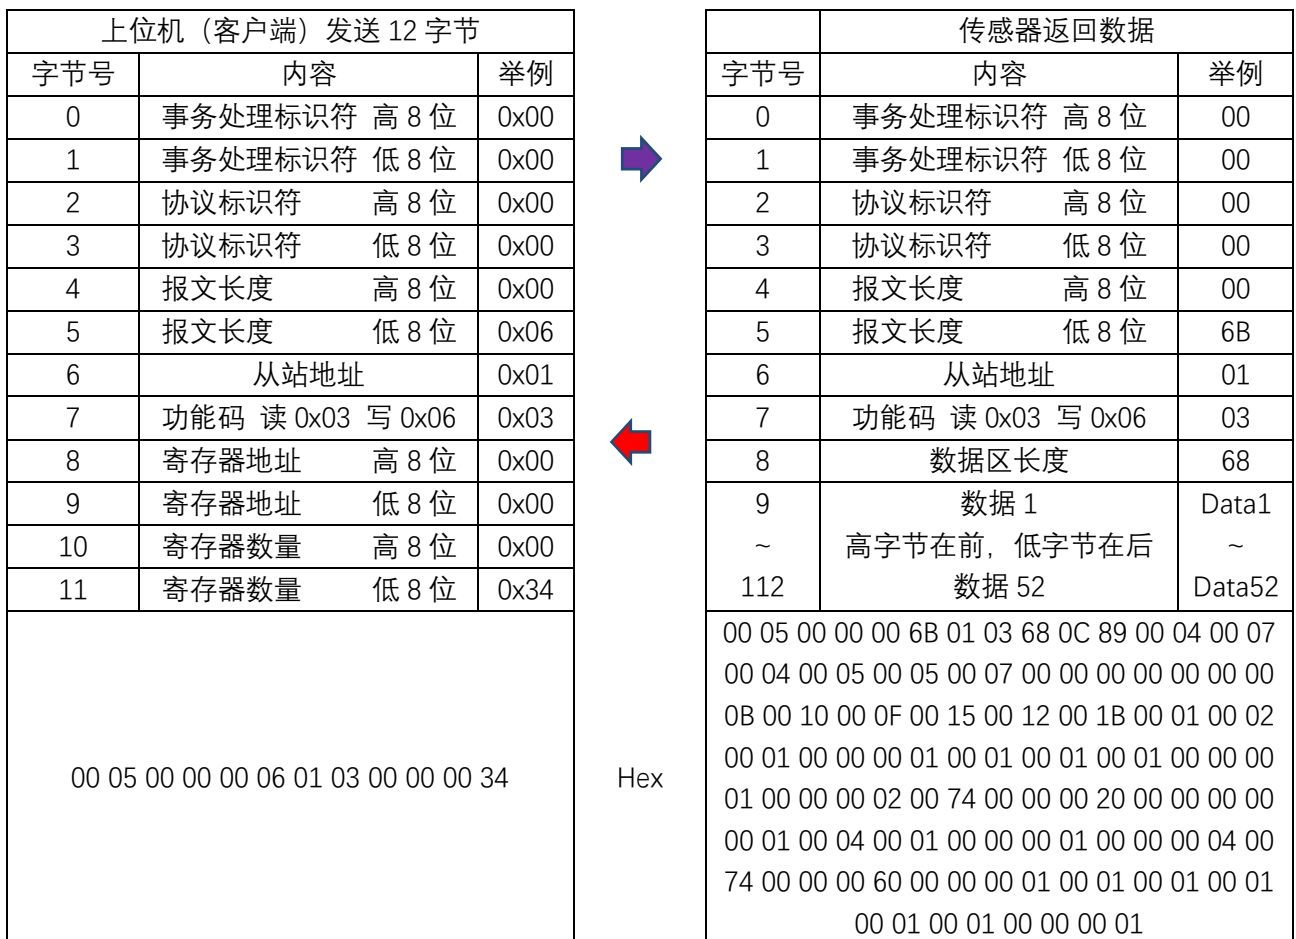 上位机（客户端）发送 12 字节
字节号 内容 举例
0 事务处理标识符 高 8 位 0x00
1 事务处理标识符 低 8 位 0x00
2 协议标识符 高 8 位 0x00
3 协议标识符 低 8 位 0x00
4 报文长度 高 8 位 0x00
5 报文长度 低 8 位 0x06
6 从站地址 0x01
7 功能码 读 0x03 写 0x06 0x03
8 寄存器地址 高 8 位 0x00
9 寄存器地址 低 8 位 0x00
10 寄存器数量 高 8 位 0x00
11 寄存器数量 低 8 位 0x34
00 05 00 00 00 06 01 03 00 00 00 34
Hex
传感器返回数据
字节号 内容 举例
0 事务处理标识符 高 8 位 00
1 事务处理标识符 低 8 位 00
2 协议标识符 高 8 位 00
3 协议标识符 低 8 位 00
4 报文长度 高 8 位 00
5 报文长度 低 8 位 6B
6 从站地址 01
7 功能码 读 0x03 写 0x06 03
8 数据区长度 68
9 数据 1 Data1
~ 高字节在前，低字节在后 ~
112 数据 52 Data52
00 05 00 00 00 6B 01 03 68 0C 89 00 04 00 07
00 04 00 05 00 05 00 07 00 00 00 00 00 00 00
0B 00 10 00 0F 00 15 00 12 00 1B 00 01 00 02
00 01 00 00 00 01 00 01 00 01 00 01 00 00 00
01 00 00 00 02 00 74 00 00 00 20 00 00 00 00
00 01 00 04 00 01 00 00 00 01 00 00 00 04 00
74 00 00 00 60 00 00 00 01 00 01 00 01 00 01
00 01 00 01 00 00 00 01